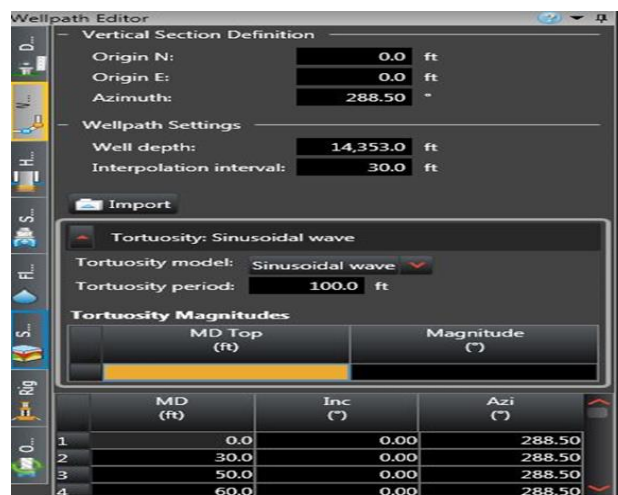 Wellpath Editor
Vertical Section Definition
Origin N: 0.0 ft
Origin E: 0.0 ft
Azimuth: 288.50 °
Wellpath Settings
Well depth: 14,353.0 ft
Interpolation interval: 30.0 ft
Import
Tortuosity: Sinusoidal wave
Tortuosity model: Sinusoidal wave
Tortuosity period: 100.0 ft
Tortuosity Magnitudes
MD Top (ft) Magnitude (°)
MD (ft) Inc (°) Azi (°)
1 0.0 0.00 288.50
2 30.0 0.00 288.50
3 50.0 0.00 288.50
4 60.0 0.00 288.50
D...
V...
H...
S...
Fl...
S...
Rig
O...